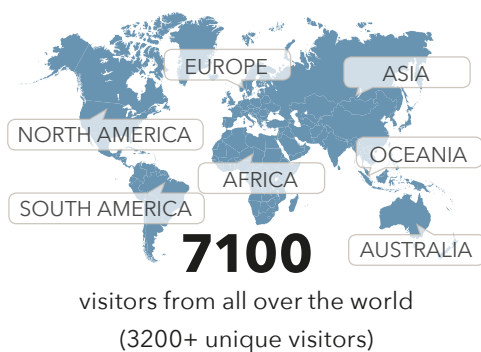 EUROPE
ASIA
NORTH AMERICA
OCEANIA
AFRICA
SOUTH AMERICA
7100
AUSTRALIA
visitors from all over the world
(3200+ unique visitors)